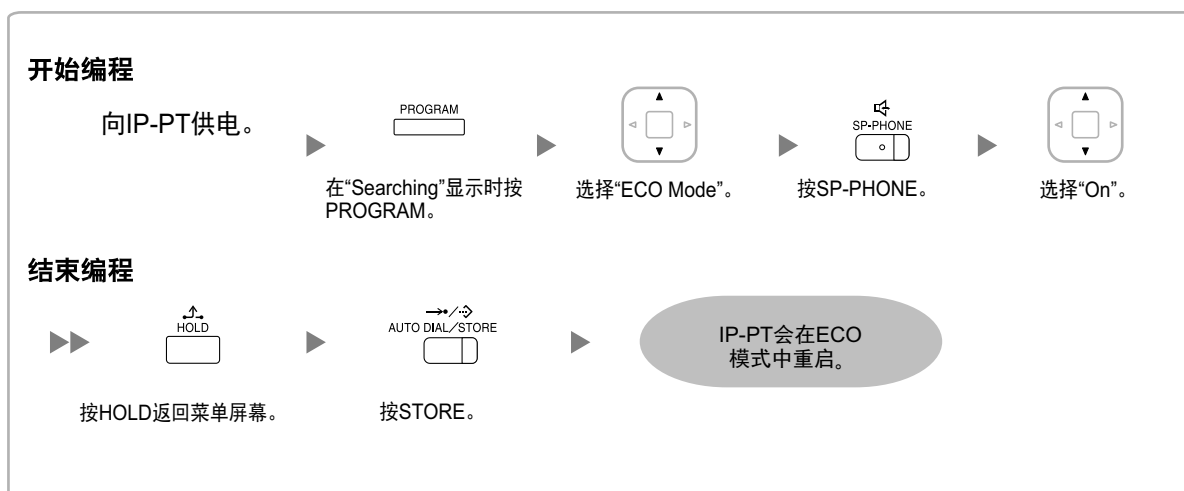 开始编程
向IP-PT供电。
PROGRAM
在“Searching”显示时按
PROGRAM。
选择“ECO Mode”。
SP-PHONE
按SP-PHONE。
选择“On”。
结束编程
HOLD
按HOLD返回菜单屏幕。
AUTO DIAL/STORE
按STORE。
IP-PT会在ECO
模式中重启。